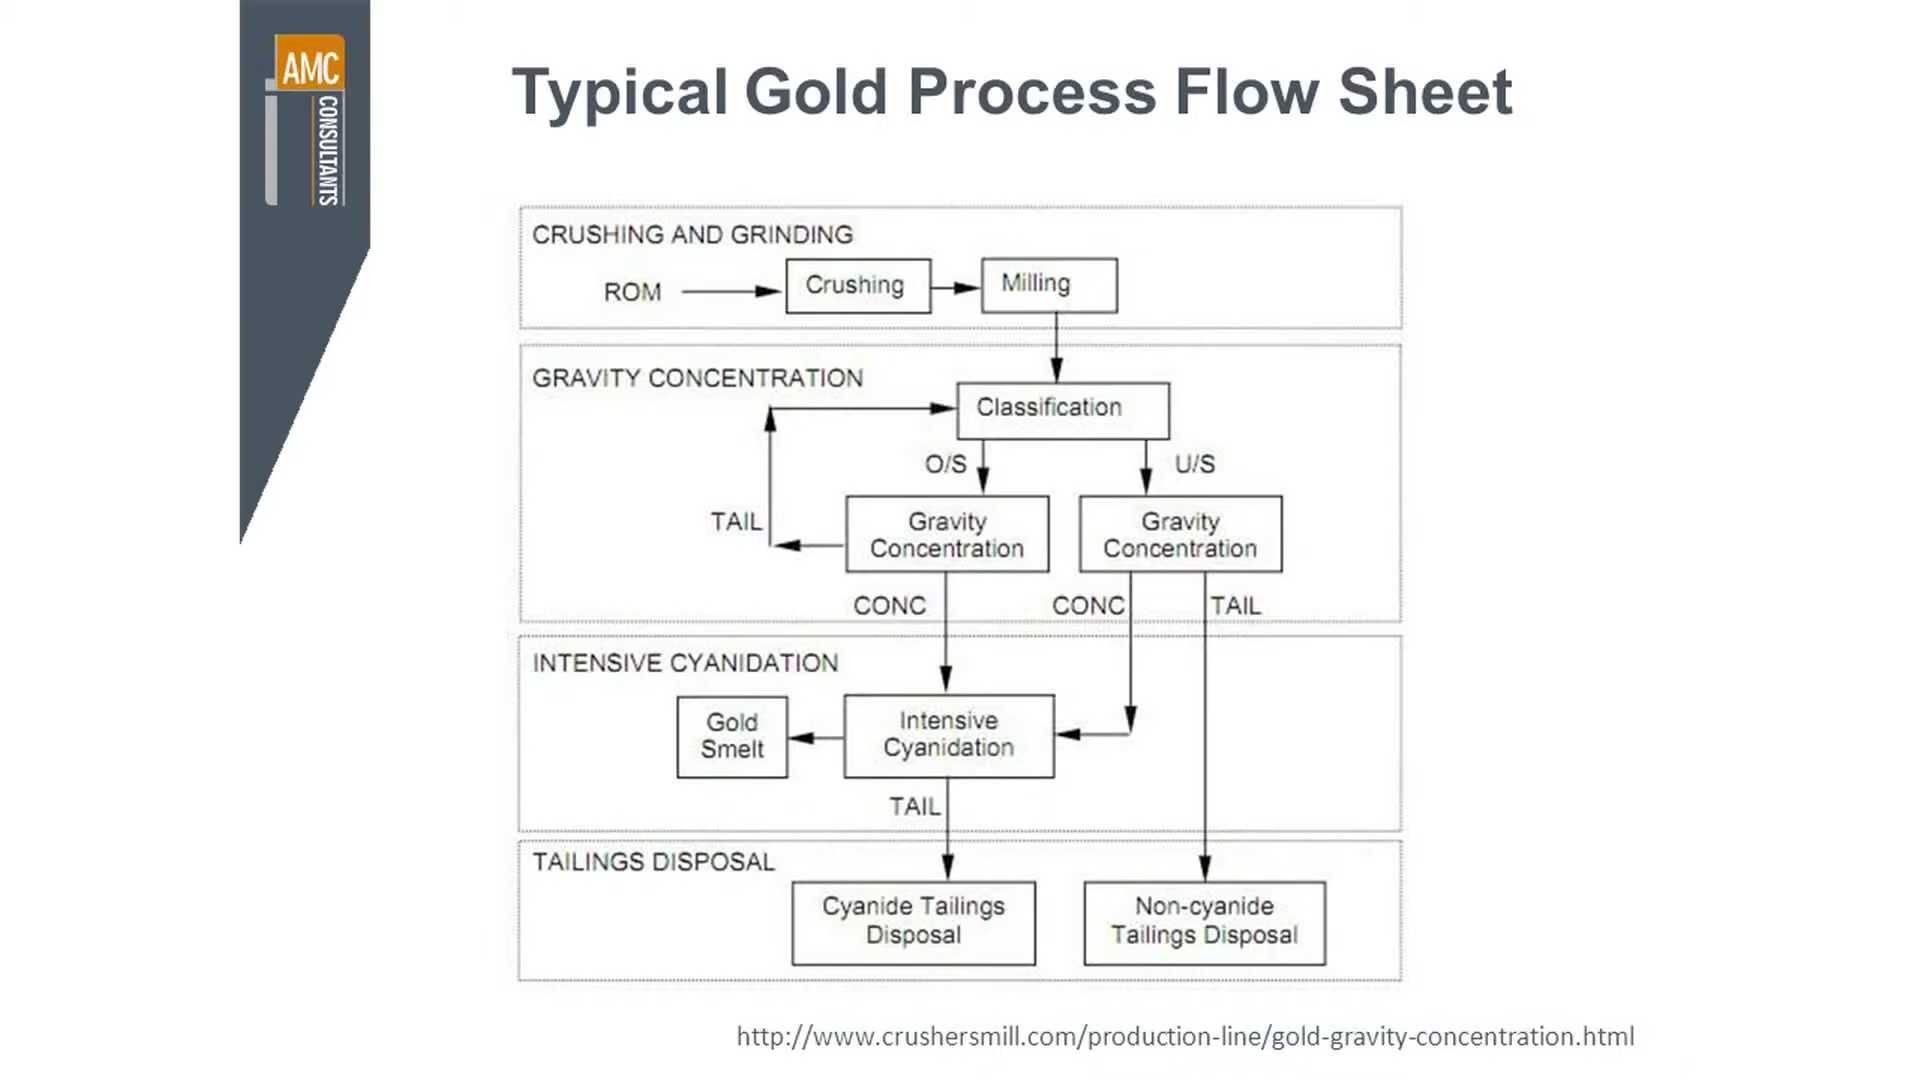 AMC
CONSULTANTS
Typical Gold Process Flow Sheet
CRUSHING AND GRINDING
ROM
Crushing
Milling
GRAVITY CONCENTRATION
Classification
O/S
U/S
TAIL
Gravity
Concentration
Gravity
Concentration
CONC
CONC
TAIL
INTENSIVE CYANIDATION
Gold
Smelt
Intensive
Cyanidation
TAIL
TAILINGS DISPOSAL
Cyanide Tailings
Disposal
Non-cyanide
Tailings Disposal
http://www.crushersmill.com/production-line/gold-gravity-concentration.html